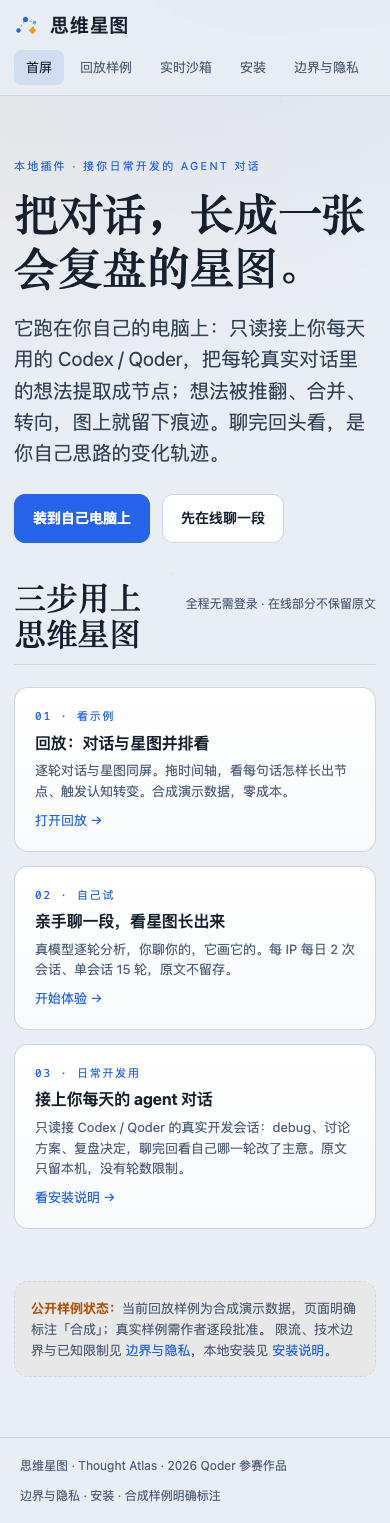 思维星图
首屏 回放样例 实时沙箱 安装 边界与隐私
本地插件 · 接你日常开发的 AGENT 对话
把对话，长成一张
会复盘的星图。
它跑在你自己的电脑上：只读接上你每天
用的 Codex / Qoder，把每轮真实对话里
的想法提取成节点；想法被推翻、合并、
转向，图上就留下痕迹。聊完回头看，是
你自己思路的变化轨迹。
装到自己电脑上 先在线聊一段
三步用上
思维星图
全程无需登录 · 在线部分不保留原文
01 · 看示例
回放：对话与星图并排看
逐轮对话与星图同屏。拖时间轴，看每句话怎样长出节
点、触发认知转变。合成演示数据，零成本。
打开回放 →
02 · 自己试
亲手聊一段，看星图长出来
真模型逐轮分析，你聊你的，它画它的。每 IP 每日 2 次
会话、单会话 15 轮，原文不留存。
开始体验 →
03 · 日常开发用
接上你每天的 agent 对话
只读接 Codex / Qoder 的真实开发会话：debug、讨论
方案、复盘决定，聊完回看自己哪一轮改了主意。原文
只留本机，没有轮数限制。
看安装说明 →
公开样例状态：当前回放样例为合成演示数据，页面明确
标注「合成」；真实样例需作者逐段批准。 限流、技术边
界与已知限制见 边界与隐私，本地安装见 安装说明。
思维星图 · Thought Atlas · 2026 Qoder 参赛作品
边界与隐私 · 安装 · 合成样例明确标注